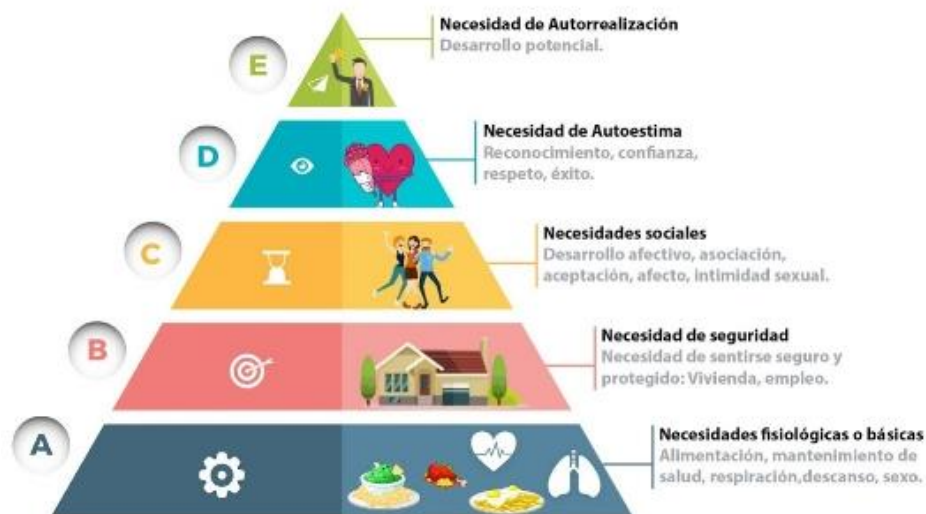 E
Necesidad de Autorrealización
Desarrollo potencial.
D
Necesidad de Autoestima
Reconocimiento, confianza,
respeto, éxito.
C
Necesidades sociales
Desarrollo afectivo, asociación,
aceptación, afecto, intimidad sexual.
B
Necesidad de seguridad
Necesidad de sentirse seguro y
protegido: Vivienda, empleo.
A
Necesidades fisiológicas o básicas
Alimentación, mantenimiento de
salud, respiración,descanso, sexo.